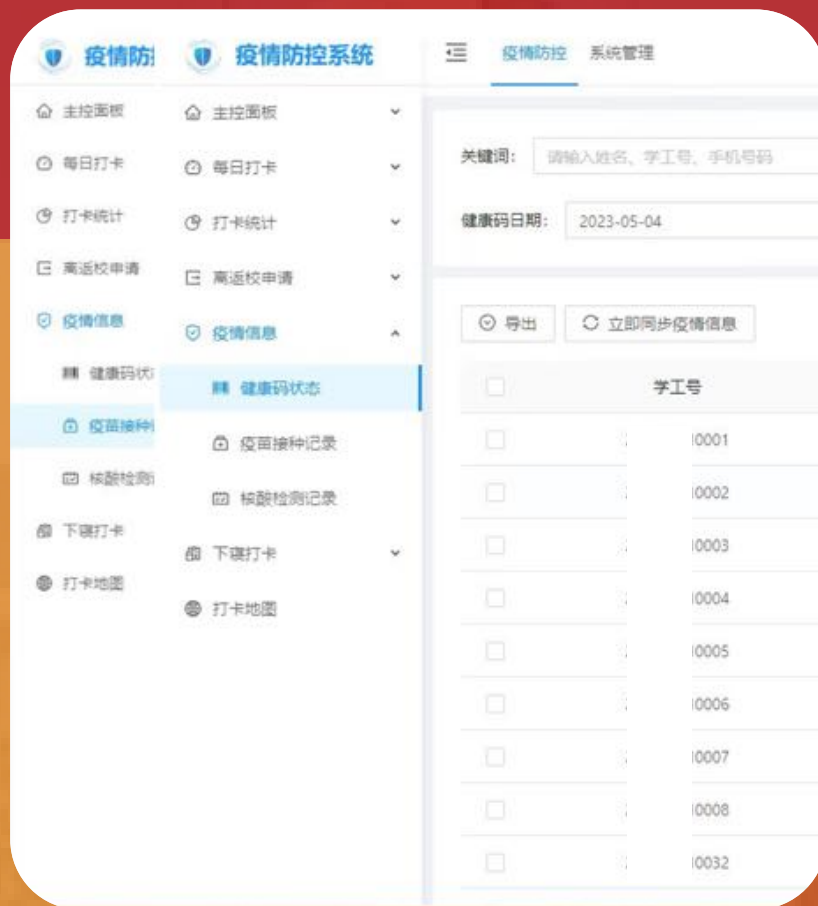 疫情防
主控面板
每日打卡
打卡统计
离返校申请
疫情信息
健康码状
疫苗接种
核酸检测
下寝打卡
打卡地图
疫情防控系统
主控面板
每日打卡
打卡统计
离返校申请
疫情信息
健康码状态
疫苗接种记录
核酸检测记录
下寝打卡
打卡地图
疫情防控 系统管理
关键词: 请输入姓名、学工号、手机号码
健康码日期: 2023-05-04
导出 立即同步疫情信息
学工号
0001
0002
0003
0004
0005
0006
0007
0008
0032